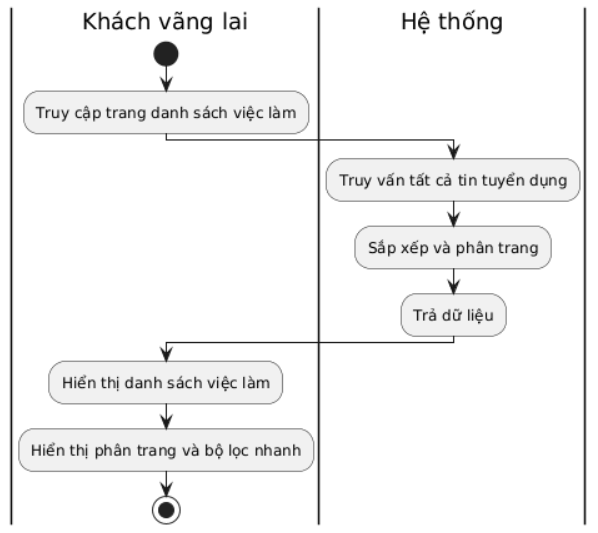 Khách vãng lai
Hệ thống
Truy cập trang danh sách việc làm
Truy vấn tất cả tin tuyển dụng
Sắp xếp và phân trang
Trả dữ liệu
Hiển thị danh sách việc làm
Hiển thị phân trang và bộ lọc nhanh